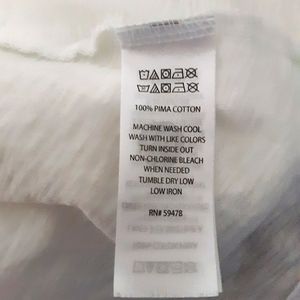 100% PIMA COTTON
MACHINE WASH COOL
WASH WITH LIKE COLORS
TURN INSIDE OUT
NON-CHLORINE BLEACH
WHEN NEEDED
TUMBLE DRY LOW
LOW IRON
RN# 59478